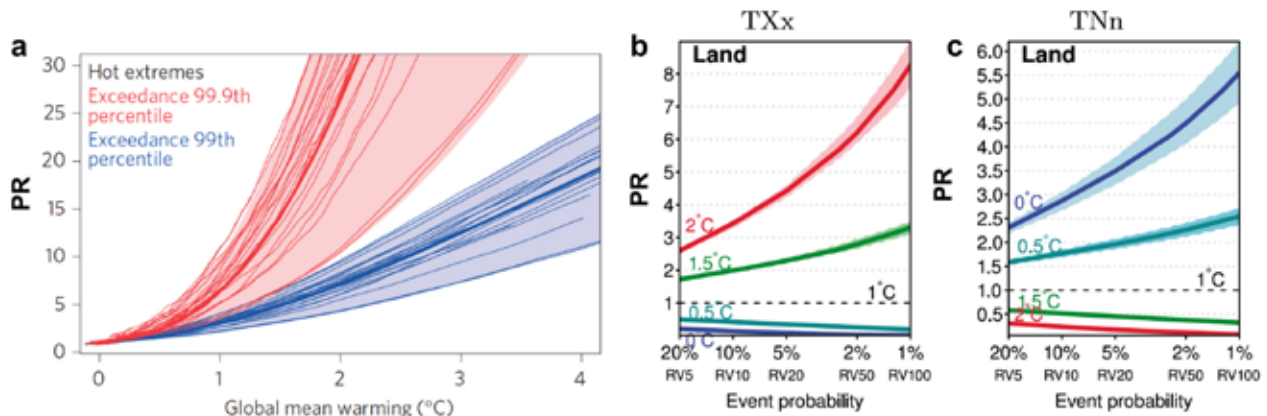 a
Hot extremes
Exceedance 99.9th
percentile
Exceedance 99th
percentile
PR
30
25
20
15
10
5
0
0 1 2 3 4
Global mean warming (°C)
TXx
b
Land
PR
8
7
6
5
4
3
2
1
2°C
1.5°C
1°C
0.5°C
0°C
20% 10% 5% 2% 1%
RV5 RV10 RV20 RV50 RV100
Event probability
TNn
c
Land
PR
6.0
5.5
5.0
4.5
4.0
3.5
3.0
2.5
2.0
1.5
1.0
0.5
0°C
0.5°C
1°C
1.5°C
2°C
20% 10% 5% 2% 1%
RV5 RV10 RV20 RV50 RV100
Event probability